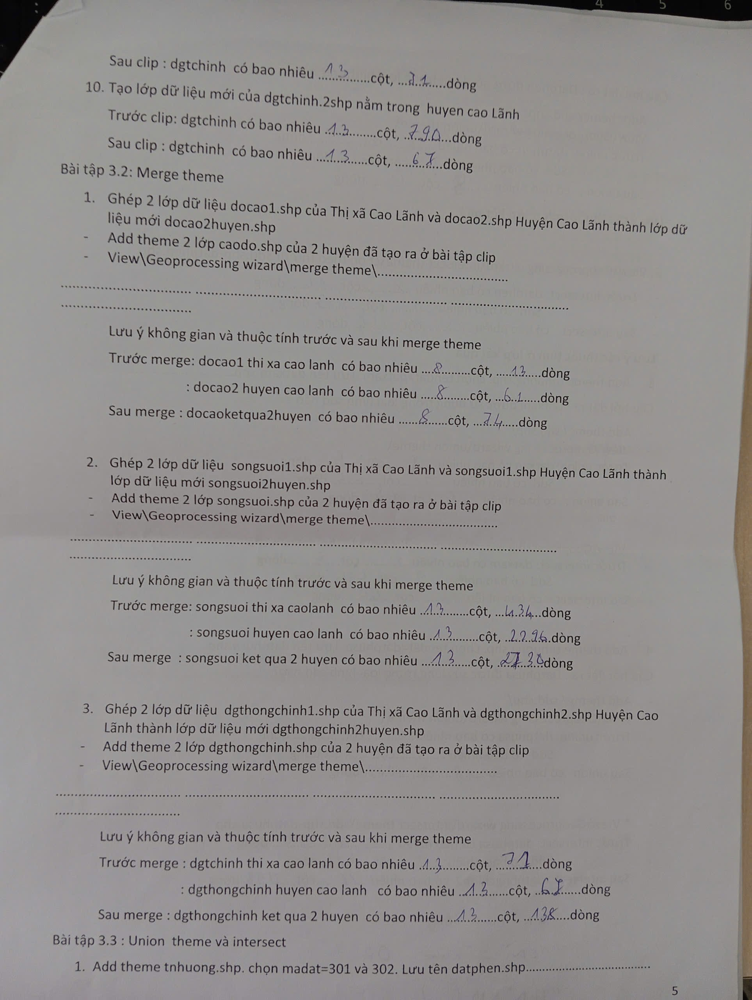 4 5 6
Sau clip : dgtchinh có bao nhiêu ....13....cột, ...71....dòng
10. Tạo lớp dữ liệu mới của dgtchinh.2shp nằm trong huyen cao Lãnh
Trước clip: dgtchinh có bao nhiêu ....13....cột, ...790...dòng
Sau clip : dgtchinh có bao nhiêu ....13....cột, ....67....dòng
Bài tập 3.2: Merge theme
1. Ghép 2 lớp dữ liệu docao1.shp của Thị xã Cao Lãnh và docao2.shp Huyện Cao Lãnh thành lớp dữ
liệu mới docao2huyen.shp
- Add theme 2 lớp caodo.shp của 2 huyện đã tạo ra ở bài tập clip
- View\Geoprocessing wizard\merge theme\....................................
Lưu ý không gian và thuộc tính trước và sau khi merge theme
Trước merge: docao1 thi xa cao lanh có bao nhiêu ....8.........cột, ......13.....dòng
: docao2 huyen cao lanh có bao nhiêu .....8........cột, ...61......dòng
Sau merge : docaoketqua2huyen có bao nhiêu ......8......cột, ...74.....dòng
2. Ghép 2 lớp dữ liệu songsuoi1.shp của Thị xã Cao Lãnh và songsuoi1.shp Huyện Cao Lãnh thành
lớp dữ liệu mới songsuoi2huyen.shp
- Add theme 2 lớp songsuoi.shp của 2 huyện đã tạo ra ở bài tập clip
- View\Geoprocessing wizard\merge theme\....................................
Lưu ý không gian và thuộc tính trước và sau khi merge theme
Trước merge: songsuoi thi xa caolanh có bao nhiêu ..13........cột, ...434...dòng
: songsuoi huyen cao lanh có bao nhiêu ..13........cột, ..2296.dòng
Sau merge : songsuoi ket qua 2 huyen có bao nhiêu ....13.....cột, ..2730dòng
3. Ghép 2 lớp dữ liệu dgthongchinh1.shp của Thị xã Cao Lãnh và dgthongchinh2.shp Huyện Cao
Lãnh thành lớp dữ liệu mới dgthongchinh2huyen.shp
- Add theme 2 lớp dgthongchinh.shp của 2 huyện đã tạo ra ở bài tập clip
- View\Geoprocessing wizard\merge theme\....................................
Lưu ý không gian và thuộc tính trước và sau khi merge theme
Trước merge : dgtchinh thi xa cao lanh có bao nhiêu ..13........cột, ....71....dòng
: dgthongchinh huyen cao lanh có bao nhiêu ...13......cột, ..67......dòng
Sau merge : dgthongchinh ket qua 2 huyen có bao nhiêu ...13......cột, ...138....dòng
Bài tập 3.3 : Union theme và intersect
1. Add theme tnhuong.shp. chọn madat=301 và 302. Lưu tên datphen.shp....................................
5